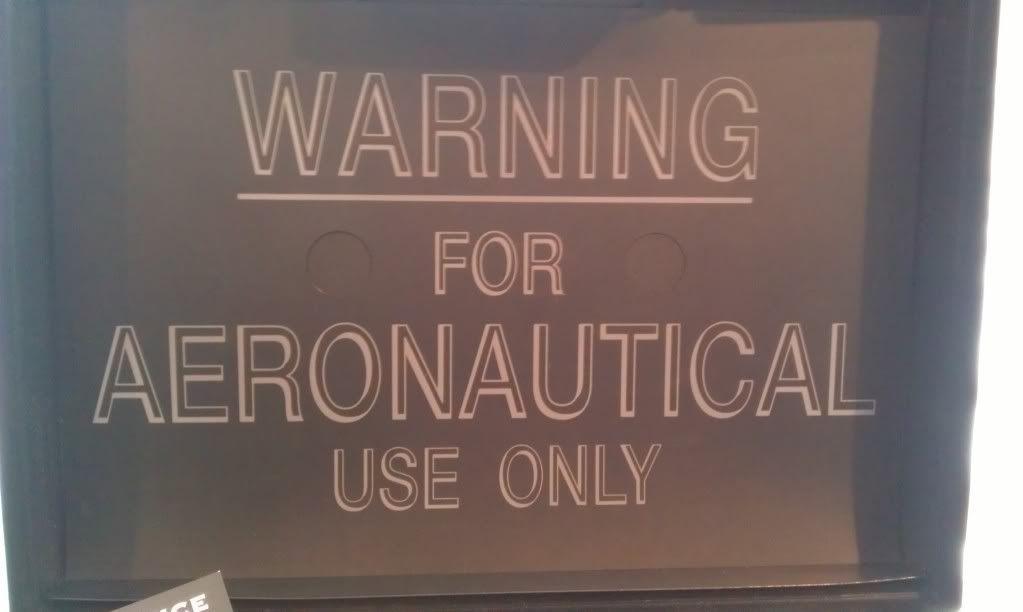 WARNING
FOR
AERONAUTICAL
USE ONLY